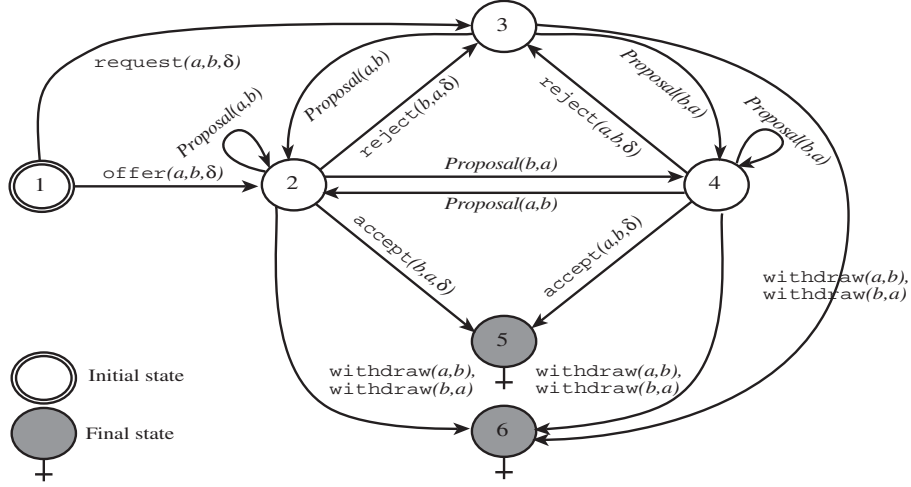 3
request(a,b,δ)
Proposal(a,b)
Proposal(a,b)
reject(b,a,δ)
reject(a,b,δ)
Proposal(b,a)
Proposal(b,a)
1
offer(a,b,δ)
2
Proposal(b,a)
Proposal(a,b)
4
accept(b,a,δ)
accept(a,b,δ)
withdraw(a,b),
withdraw(b,a)
5
Initial state
withdraw(a,b),
withdraw(b,a)
withdraw(a,b),
withdraw(b,a)
Final state
6